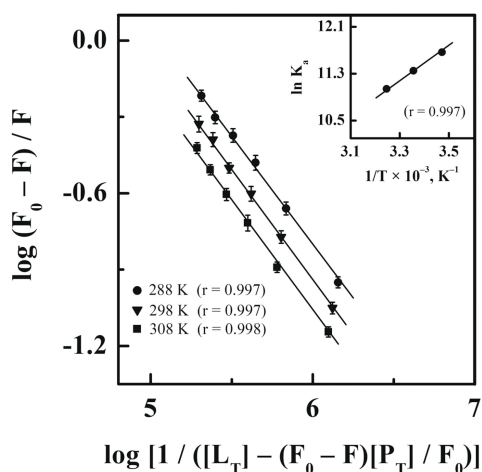 0.0
-0.6
-1.2
log (F₀ – F) / F
288 K (r = 0.997)
298 K (r = 0.997)
308 K (r = 0.998)
5 6 7
log [1 / ([L_T] – (F₀ – F)[P_T] / F₀)]
12.1
11.3
10.5
ln Kₐ
(r = 0.997)
3.1 3.3 3.5
1/T × 10⁻³, K⁻¹